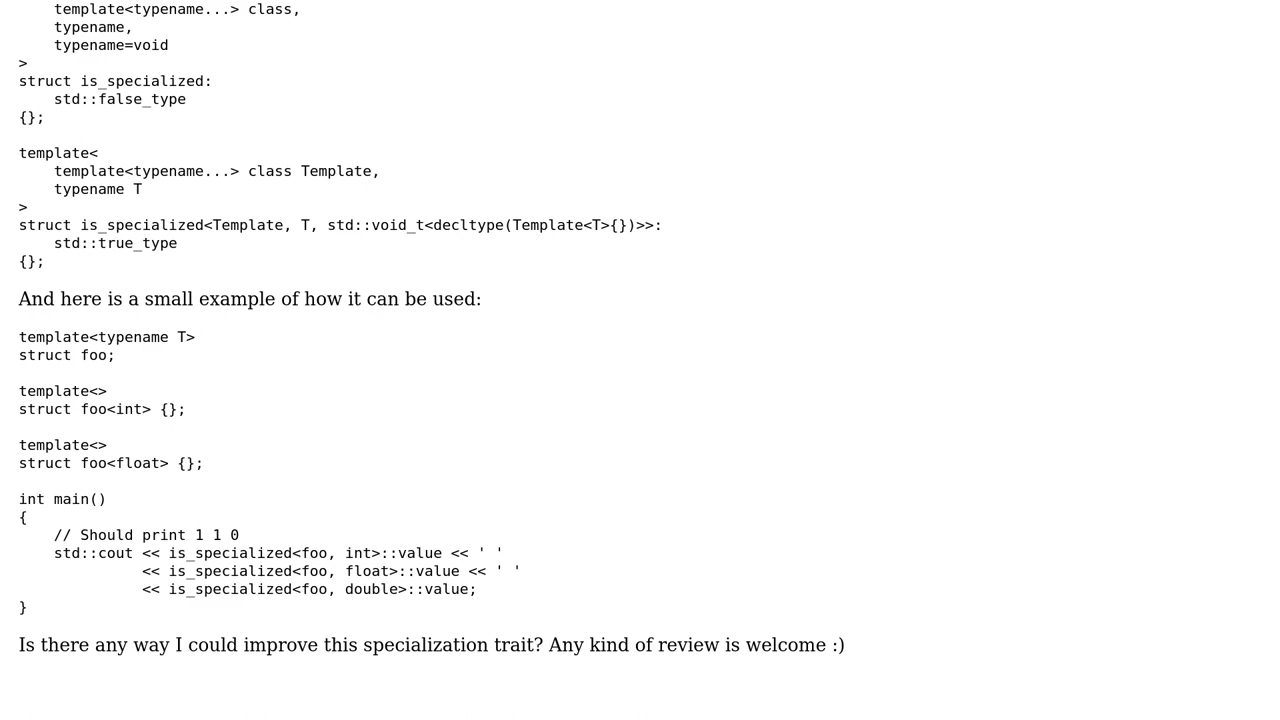 template<typename...> class,
    typename,
    typename=void
>
struct is_specialized:
    std::false_type
{};

template<
    template<typename...> class Template,
    typename T
>
struct is_specialized<Template, T, std::void_t<decltype(Template<T>{})>>:
    std::true_type
{};

And here is a small example of how it can be used:

template<typename T>
struct foo;

template<>
struct foo<int> {};

template<>
struct foo<float> {};

int main()
{
    // Should print 1 1 0
    std::cout << is_specialized<foo, int>::value << ' '
              << is_specialized<foo, float>::value << ' '
              << is_specialized<foo, double>::value;
}

Is there any way I could improve this specialization trait? Any kind of review is welcome :)